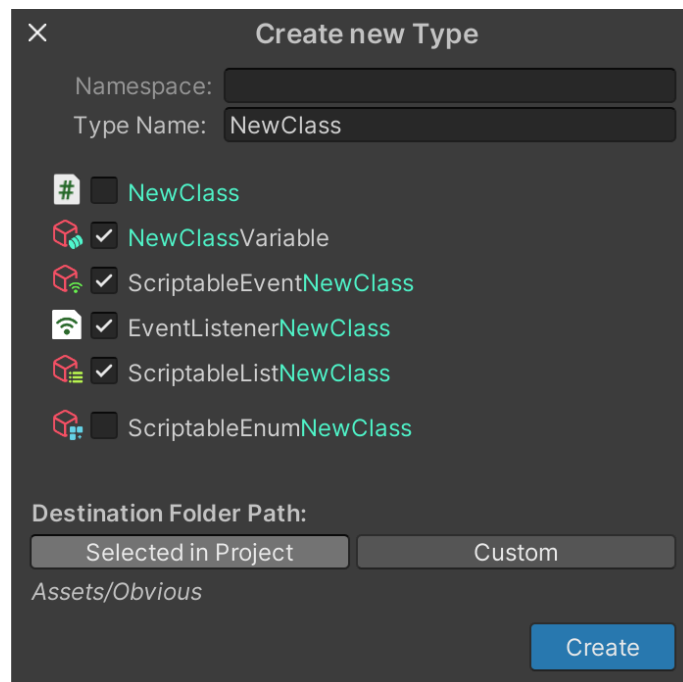 Create new Type
Namespace:
Type Name: NewClass
NewClass
NewClassVariable
ScriptableEventNewClass
EventListenerNewClass
ScriptableListNewClass
ScriptableEnumNewClass
Destination Folder Path:
Selected in Project Custom
Assets/Obvious
Create